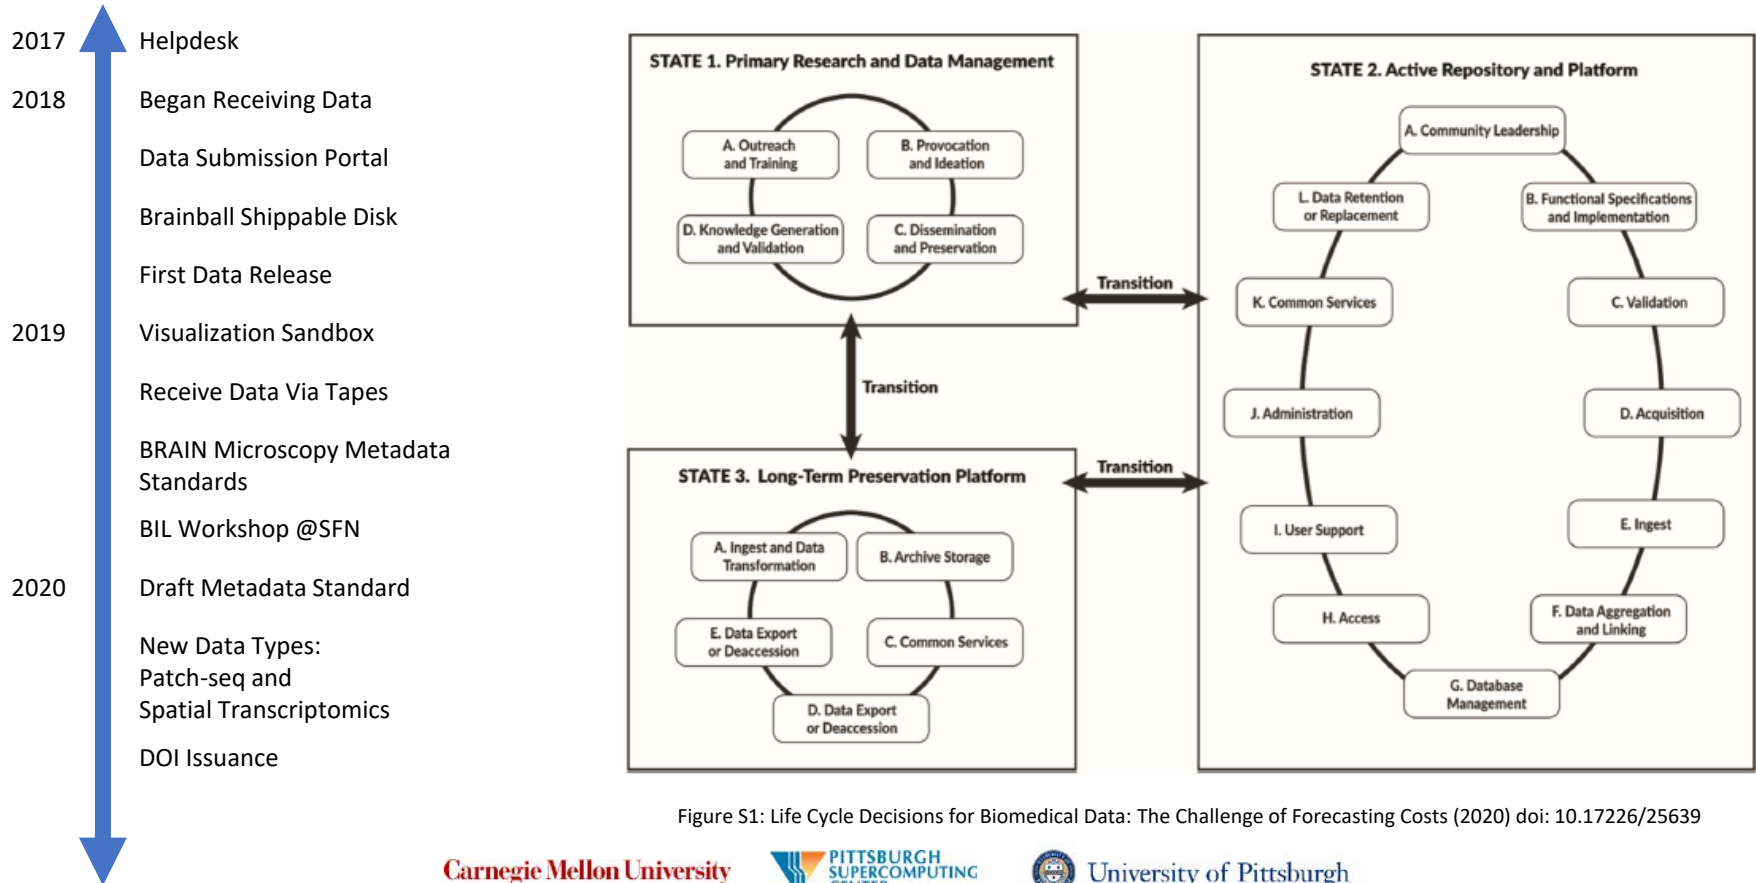 2017
Helpdesk
2018
Began Receiving Data
Data Submission Portal
Brainball Shippable Disk
First Data Release
2019
Visualization Sandbox
Receive Data Via Tapes
BRAIN Microscopy Metadata
Standards
BIL Workshop @SFN
2020
Draft Metadata Standard
New Data Types:
Patch-seq and
Spatial Transcriptomics
DOI Issuance
STATE 1. Primary Research and Data Management
A. Outreach
and Training
B. Provocation
and Ideation
D. Knowledge Generation
and Validation
C. Dissemination
and Preservation
Transition
Transition
STATE 3. Long-Term Preservation Platform
A. Ingest and Data
Transformation
B. Archive Storage
E. Data Export
or Deaccession
C. Common Services
D. Data Export
or Deaccession
Transition
STATE 2. Active Repository and Platform
A. Community Leadership
L. Data Retention
or Replacement
B. Functional Specifications
and Implementation
K. Common Services
C. Validation
J. Administration
D. Acquisition
I. User Support
E. Ingest
H. Access
F. Data Aggregation
and Linking
G. Database
Management
Figure S1: Life Cycle Decisions for Biomedical Data: The Challenge of Forecasting Costs (2020) doi: 10.17226/25639
Carnegie Mellon University
PITTSBURGH
SUPERCOMPUTING
CENTER
University of Pittsburgh